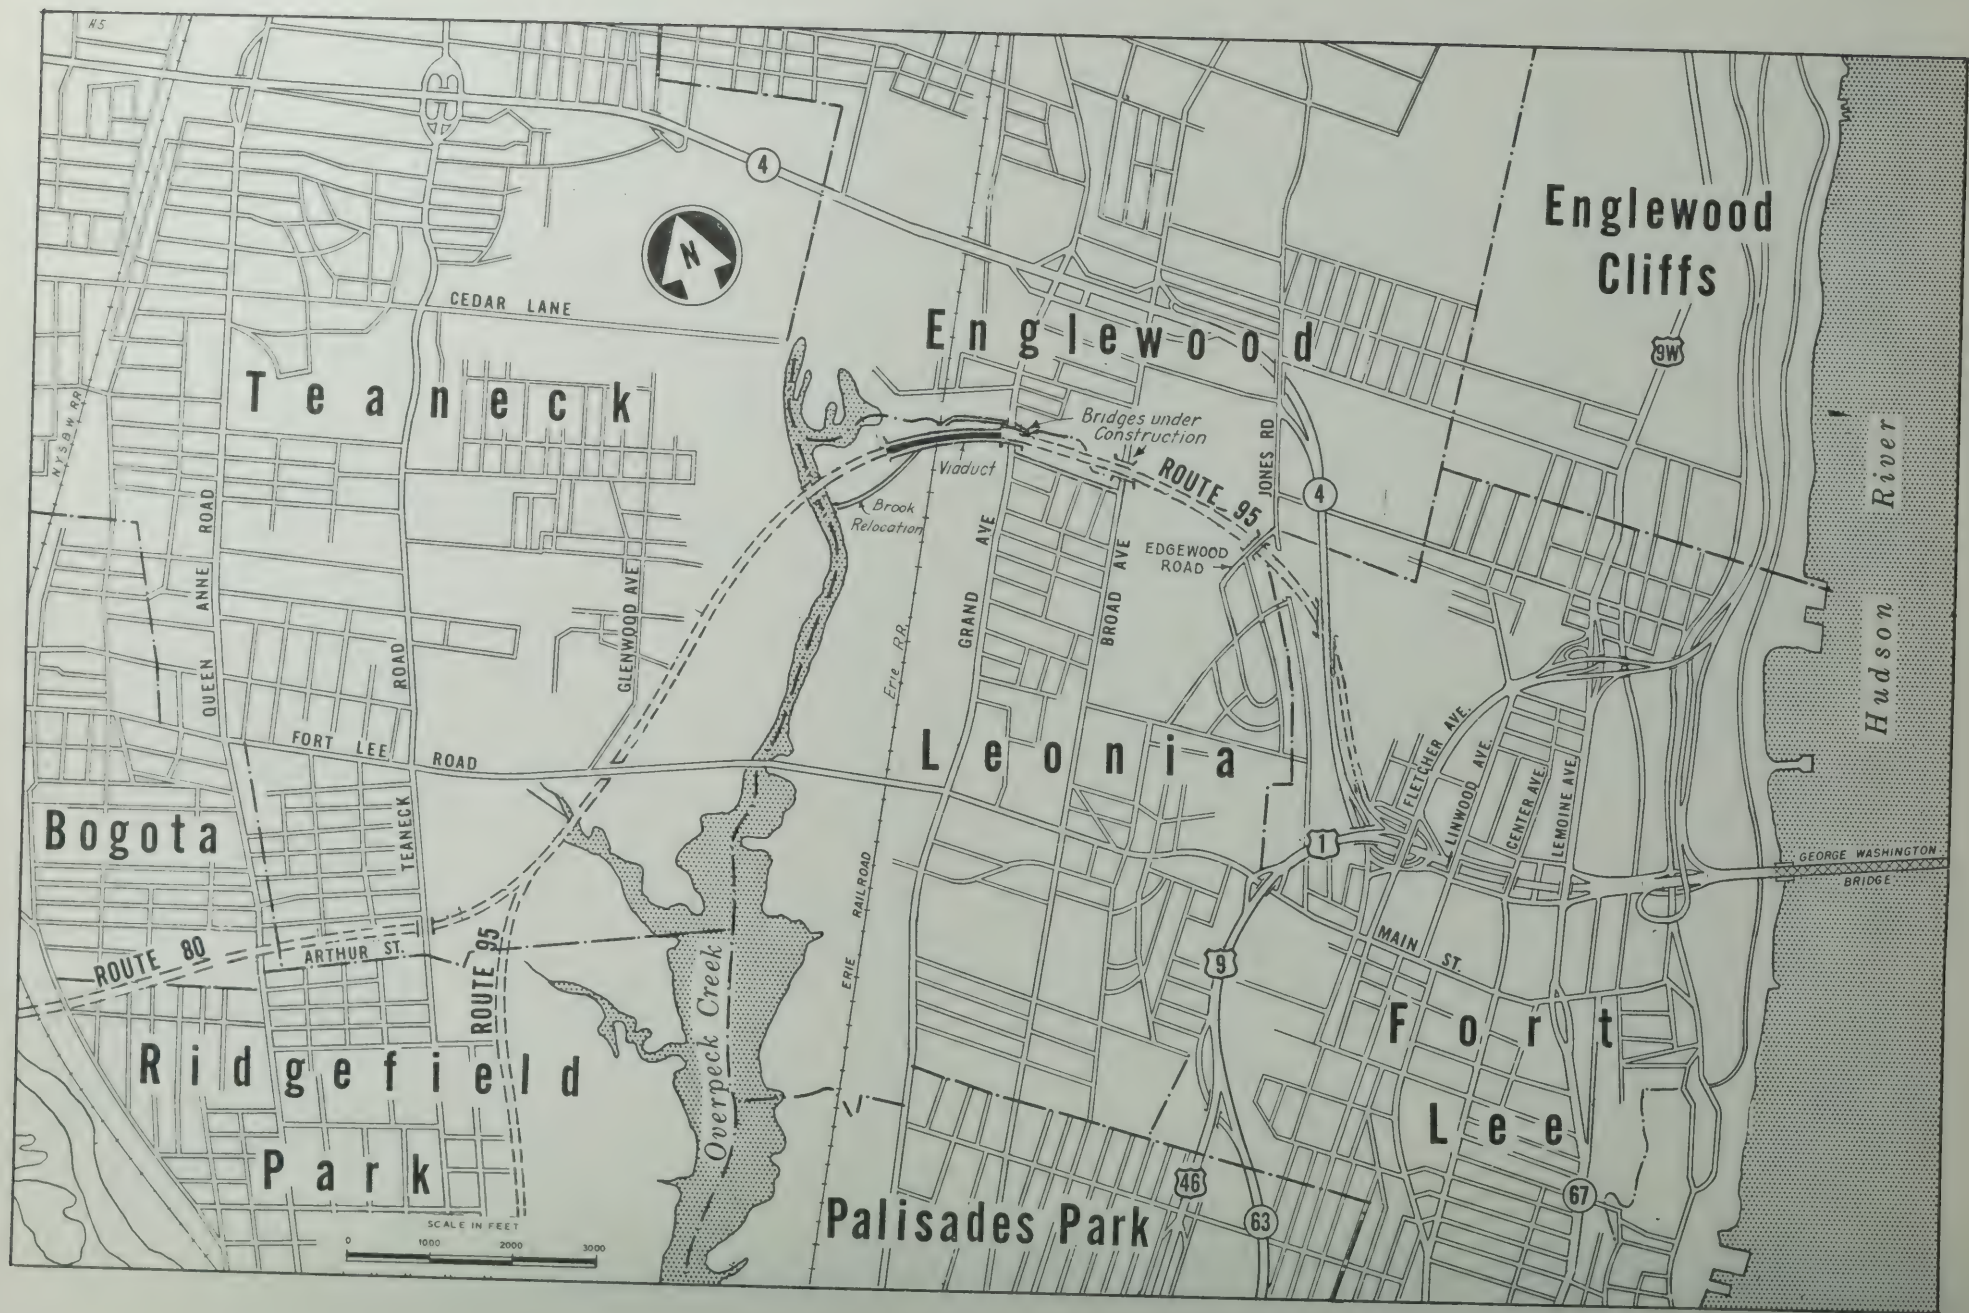 N.5
4
N
Englewood
Cliffs
CEDAR LANE
Englewood
9W
Teaneck
N.Y.S.&W.RR.
Bridges under
Construction
Viaduct
ROUTE 95
JONES RD
4
Brook
Relocation
Hudson River
QUEEN ANNE ROAD
GRAND AVE
BROAD AVE
EDGEWOOD
ROAD
GLENWOOD AVE
Erie R.R.
TEANECK ROAD
FORT LEE ROAD
Leonia
FLETCHER AVE.
LINWOOD AVE.
CENTER AVE.
LEMOINE AVE.
Bogota
1
GEORGE WASHINGTON
BRIDGE
ERIE RAILROAD
ROUTE 80
ARTHUR ST.
ROUTE 95
Overpeck Creek
9
MAIN ST.
Fort
Lee
Ridgefield
Park
46
67
63
Palisades Park
SCALE IN FEET
0 1000 2000 3000